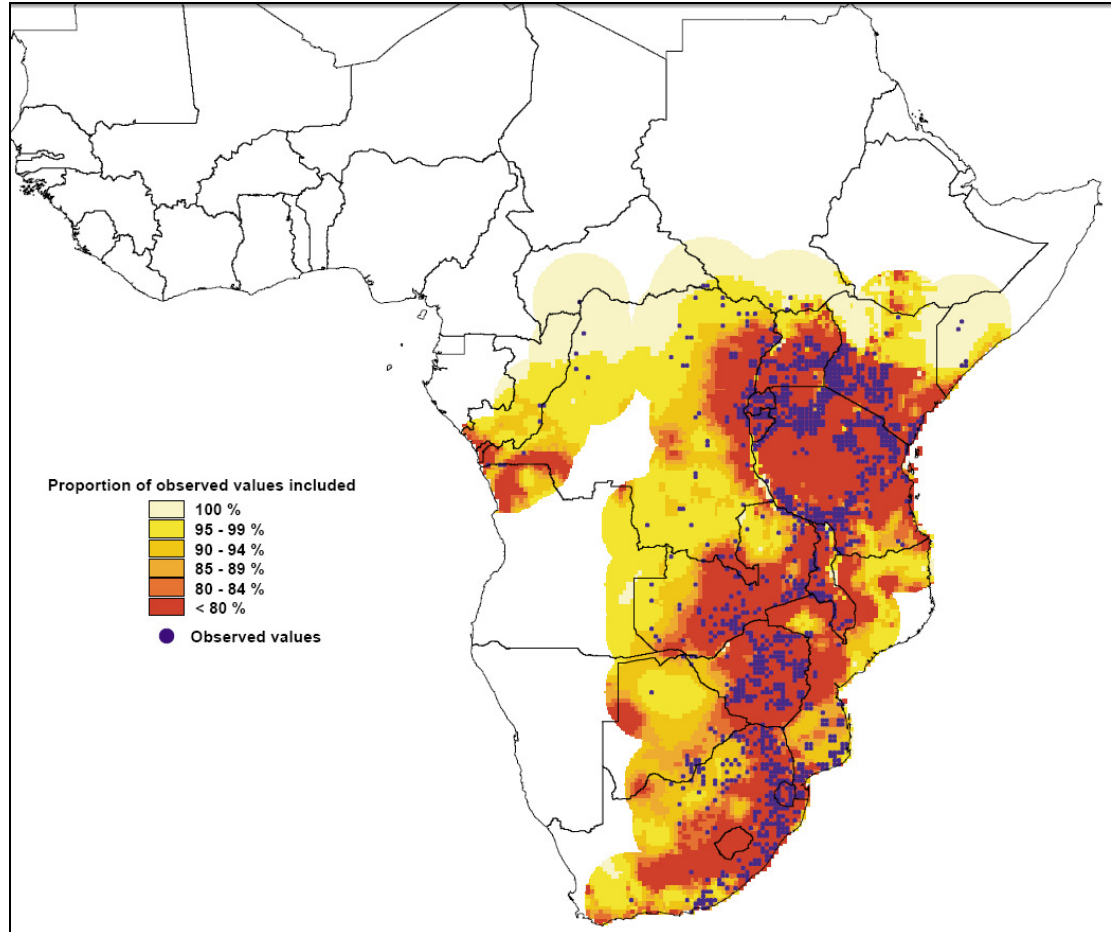 Proportion of observed values included
100 %
95 - 99 %
90 - 94 %
85 - 89 %
80 - 84 %
< 80 %
Observed values